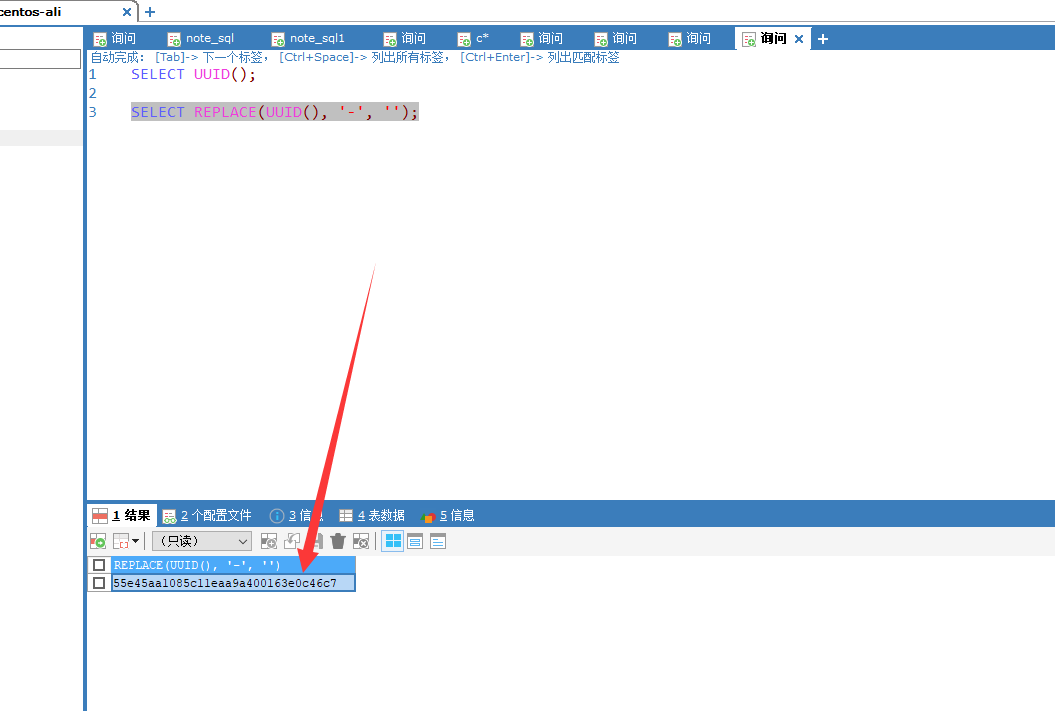 centos-ali
询问 note_sql note_sql1 询问 c* 询问 询问 询问 询问
自动完成: [Tab]-> 下一个标签, [Ctrl+Space]-> 列出所有标签, [Ctrl+Enter]-> 列出匹配标签
1 SELECT UUID();
2
3 SELECT REPLACE(UUID(), '-', '');
1 结果 2 个配置文件 3 信息 4 表数据 5 信息
(只读)
REPLACE(UUID(), '-', '')
55e45aa1085c11eaa9a400163e0c46c7